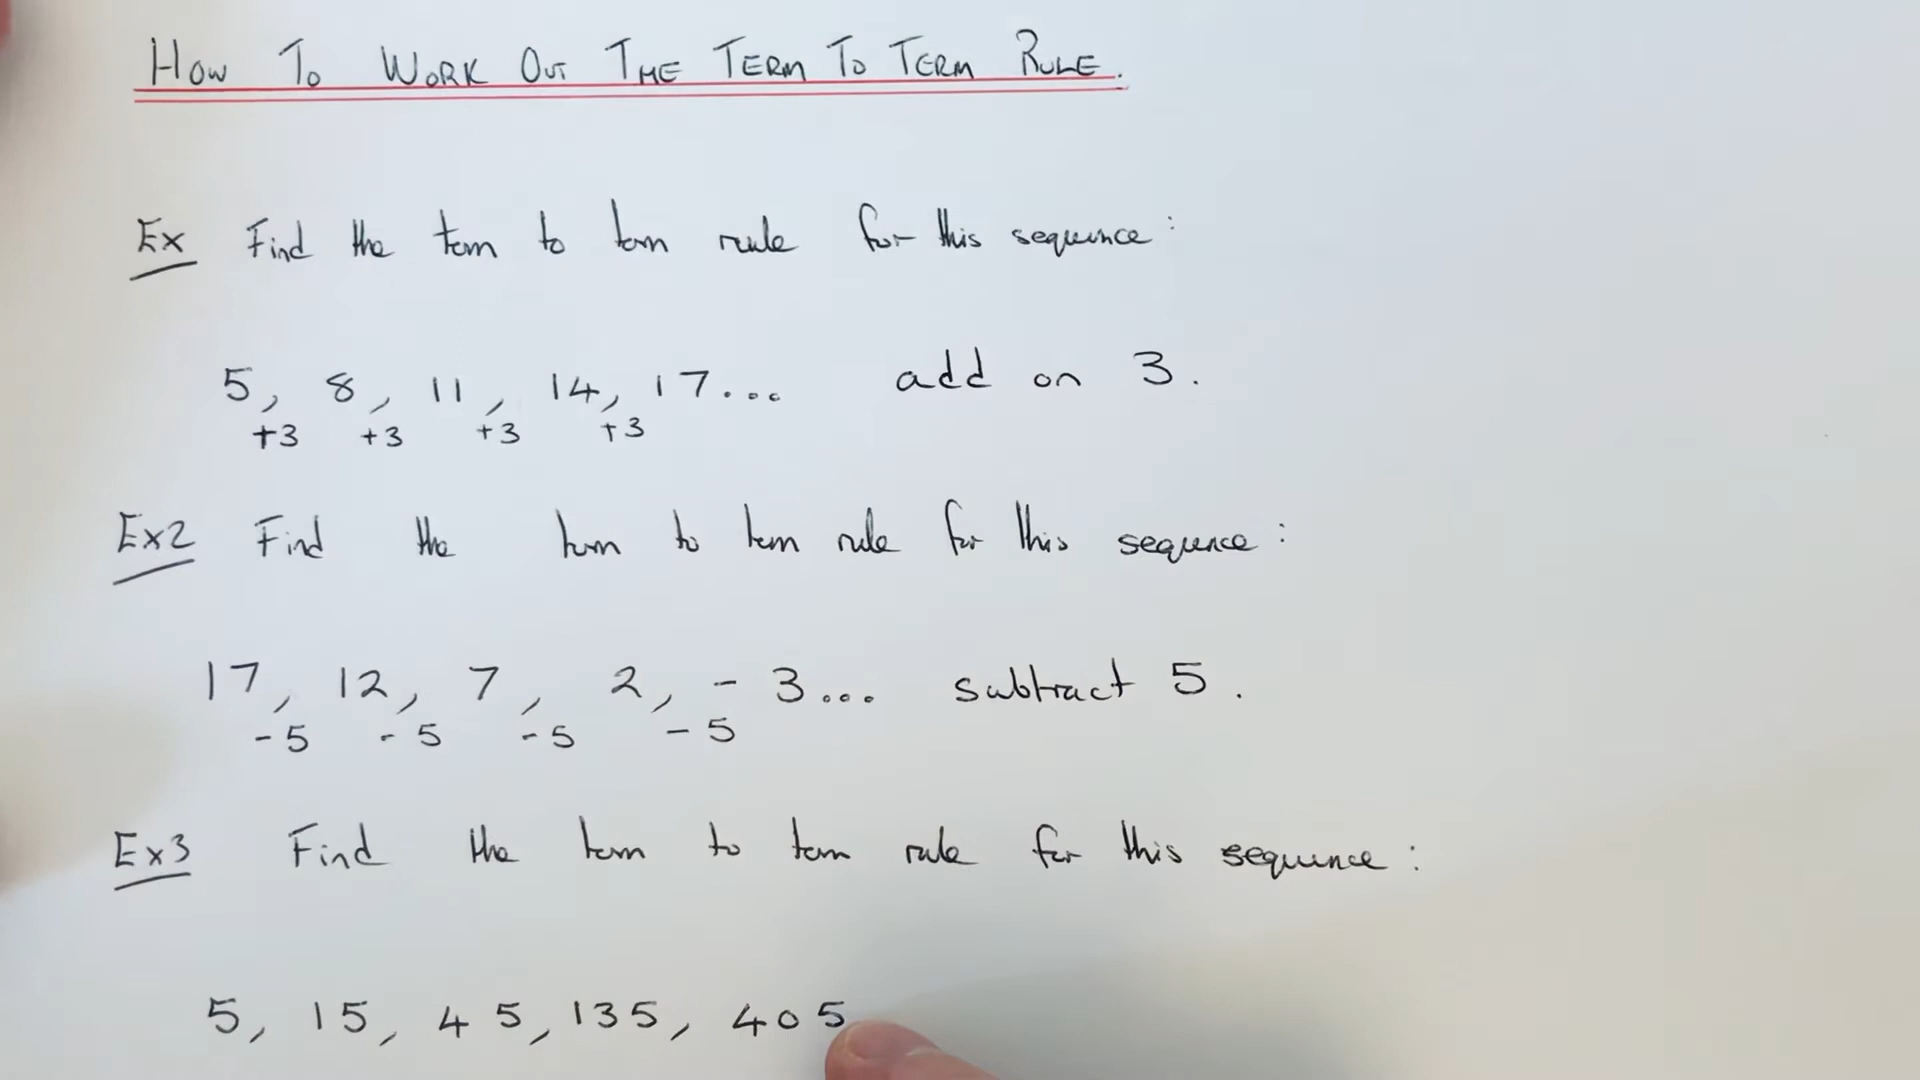 HOW TO WORK OUT THE TERM TO TERM RULE.
Ex Find the term to term rule for this sequence:
5, 8, 11, 14, 17... add on 3.
+3 +3 +3 +3
Ex2 Find the term to term rule for this sequence:
17, 12, 7, 2, -3... subtract 5.
-5 -5 -5 -5
Ex3 Find the term to term rule for this sequence:
5, 15, 45, 135, 405